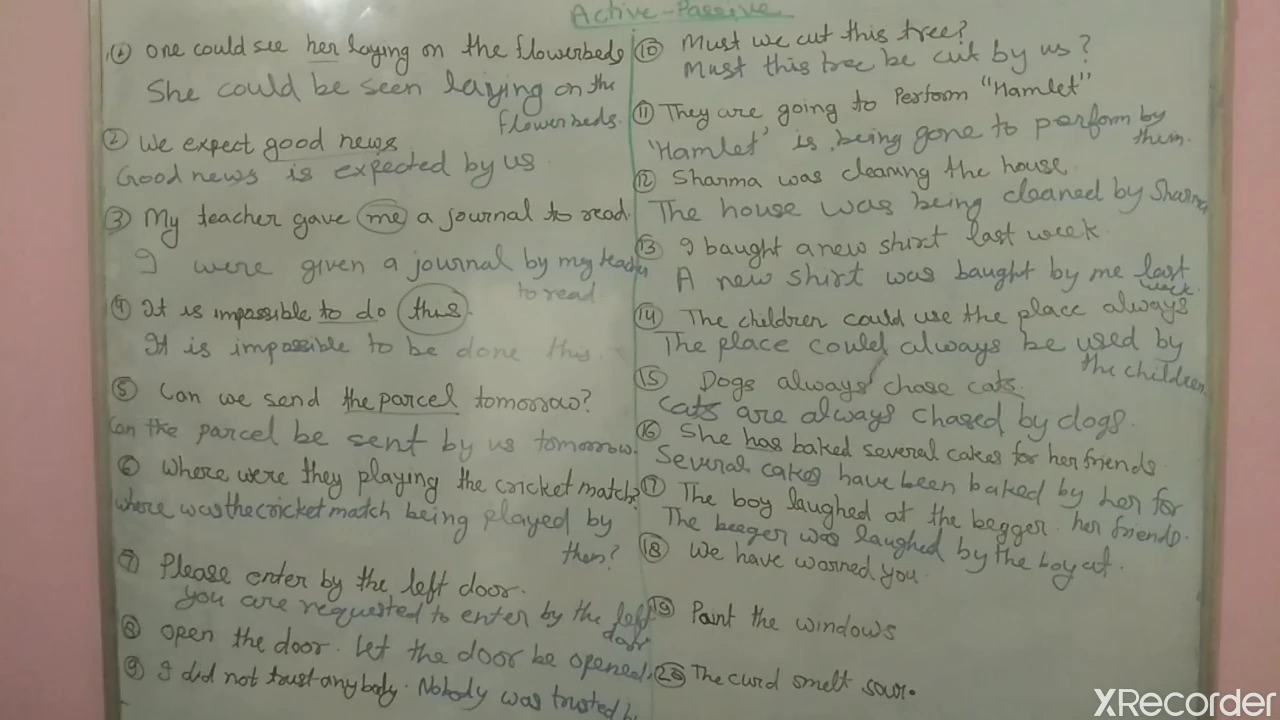 Active-Passive
① One could see her laying on the flowerbeds
She could be seen laying on the
flowerbeds.
② We expect good news
Good news is expected by us
③ My teacher gave me a journal to read.
I were given a journal by my teacher
to read
④ It is impossible to do this.
It is impossible to be done this.
⑤ Can we send the parcel tomorrow?
Can the parcel be sent by us tomorrow.
⑥ Where were they playing the cricket match?
Where was the cricket match being played by
them?
⑦ Please enter by the left door.
You are requested to enter by the left
door
⑧ Open the door. Let the door be opened.
⑨ I did not trust anybody. Nobody was trusted
⑩ Must we cut this tree?
Must this tree be cut by us?
⑪ They are going to Perform "Hamlet"
'Hamlet' is being gone to perform by
them.
⑫ Sharma was cleaning the house.
The house was being cleaned by Sharma
⑬ I baught a new shirt last week.
A new shirt was baught by me last
week.
⑭ The children could use the place always
The place could always be used by
the children.
⑮ Dogs always chase cats.
Cats are always chased by dogs.
⑯ She has baked several cakes for her friends.
Several cakes have been baked by her for
her friends.
⑰ The boy laughed at the begger.
The beeger was laughed by the boy at.
⑱ We have warned you.
⑲ Paint the windows
⑳ The curd smelt sour.
XRecorder